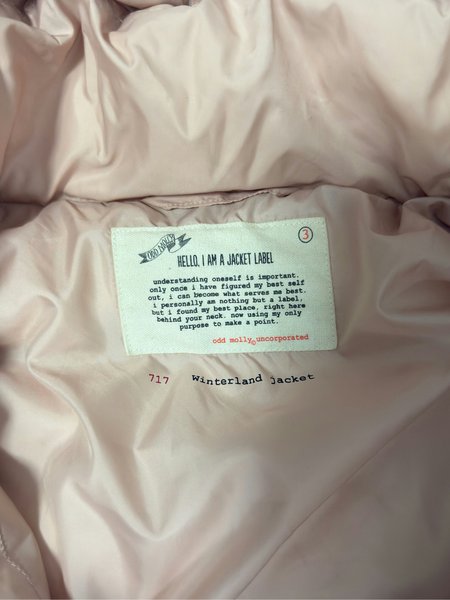 ODD MOLLY
3
HELLO, I AM A JACKET LABEL
understanding oneself is important.
only once i have figured my best self
out, i can become what serves me best.
i personally am nothing but a label,
but i found my best place, right here
behind your neck. now using my only
purpose to make a point.
odd molly© uncorporated
717 Winterland Jacket